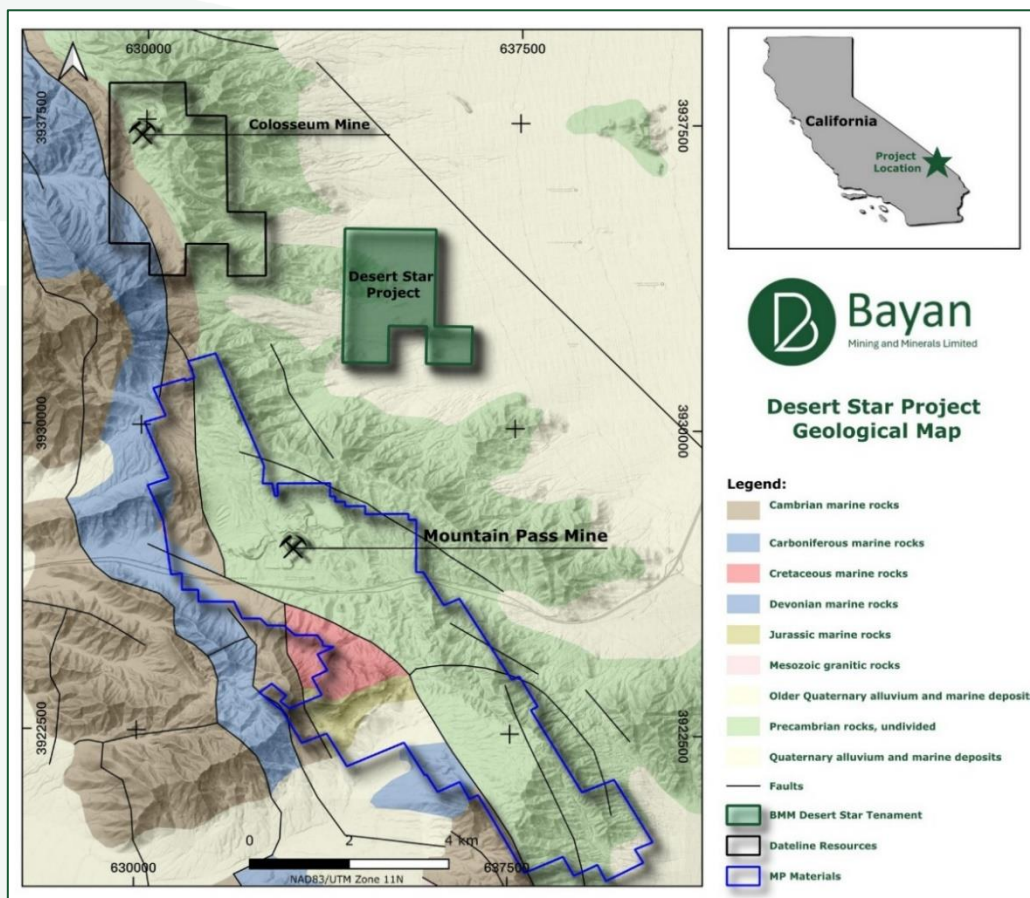 630000
637500
3937500
3937500
Colosseum Mine
Desert Star
Project
3930000
3930000
Mountain Pass Mine
3922500
3922500
0
2
4 km
630000
637500
NAD83/UTM Zone 11N
California
Project
Location
Bayan
Mining and Minerals Limited
Desert Star Project
Geological Map
Legend:
Cambrian marine rocks
Carboniferous marine rocks
Cretaceous marine rocks
Devonian marine rocks
Jurassic marine rocks
Mesozoic granitic rocks
Older Quaternary alluvium and marine deposit
Precambrian rocks, undivided
Quaternary alluvium and marine deposits
Faults
BMM Desert Star Tenament
Dateline Resources
MP Materials